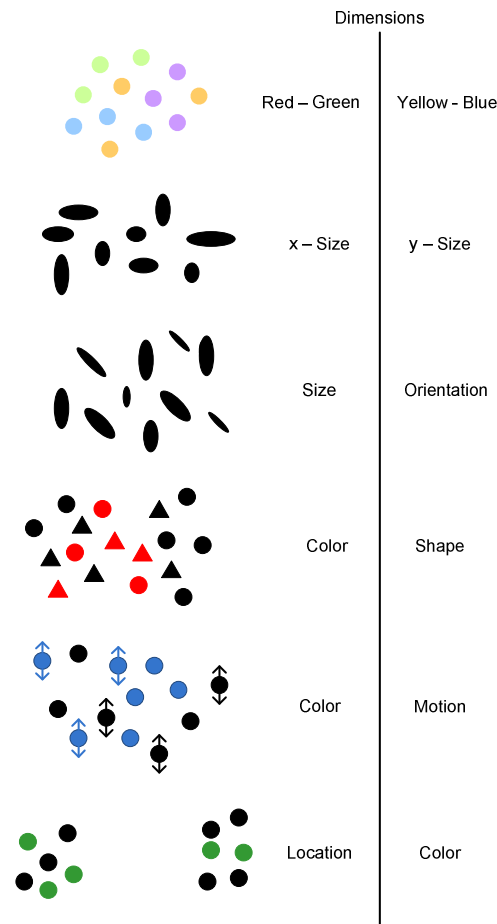 Dimensions
Red – Green Yellow - Blue
x – Size y – Size
Size Orientation
Color Shape
Color Motion
Location Color